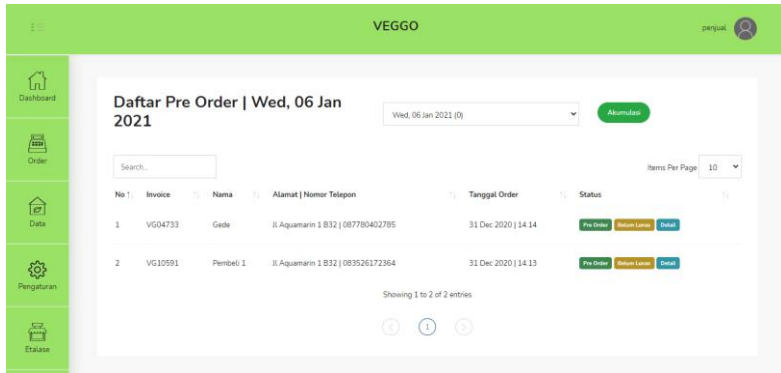 VEGGO
penjual
Dashboard
Order
Data
Pengaturan
Etalase
Daftar Pre Order | Wed, 06 Jan
2021
Wed, 06 Jan 2021 (0)
Akumulasi
Search..
Items Per Page 10
No Invoice Nama Alamat | Nomor Telepon Tanggal Order Status
1 VG04733 Gede Jl Aquamarin 1 B32 | 087780402785 31 Dec 2020 | 14.14 Pre Order Belum Lunas Detail
2 VG10591 Pembeli 1 Jl Aquamarin 1 B32 | 083526172364 31 Dec 2020 | 14.13 Pre Order Belum Lunas Detail
Showing 1 to 2 of 2 entries
1